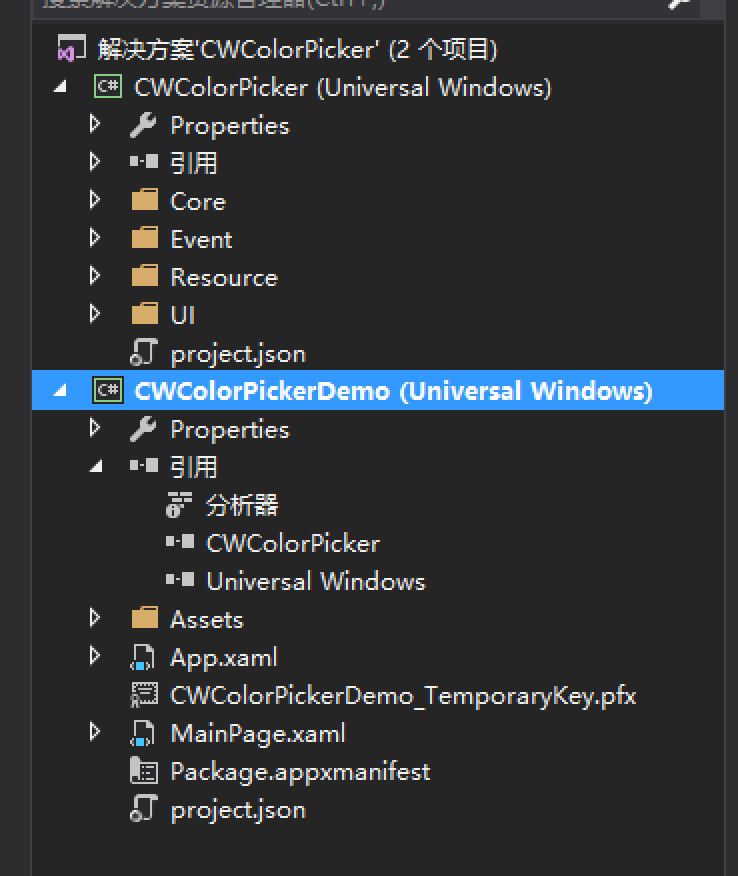 搜索解决方案资源管理器(Ctrl+;)
解决方案'CWColorPicker' (2 个项目)
C# CWColorPicker (Universal Windows)
Properties
引用
Core
Event
Resource
UI
project.json
C# CWColorPickerDemo (Universal Windows)
Properties
引用
分析器
CWColorPicker
Universal Windows
Assets
App.xaml
CWColorPickerDemo_TemporaryKey.pfx
MainPage.xaml
Package.appxmanifest
project.json